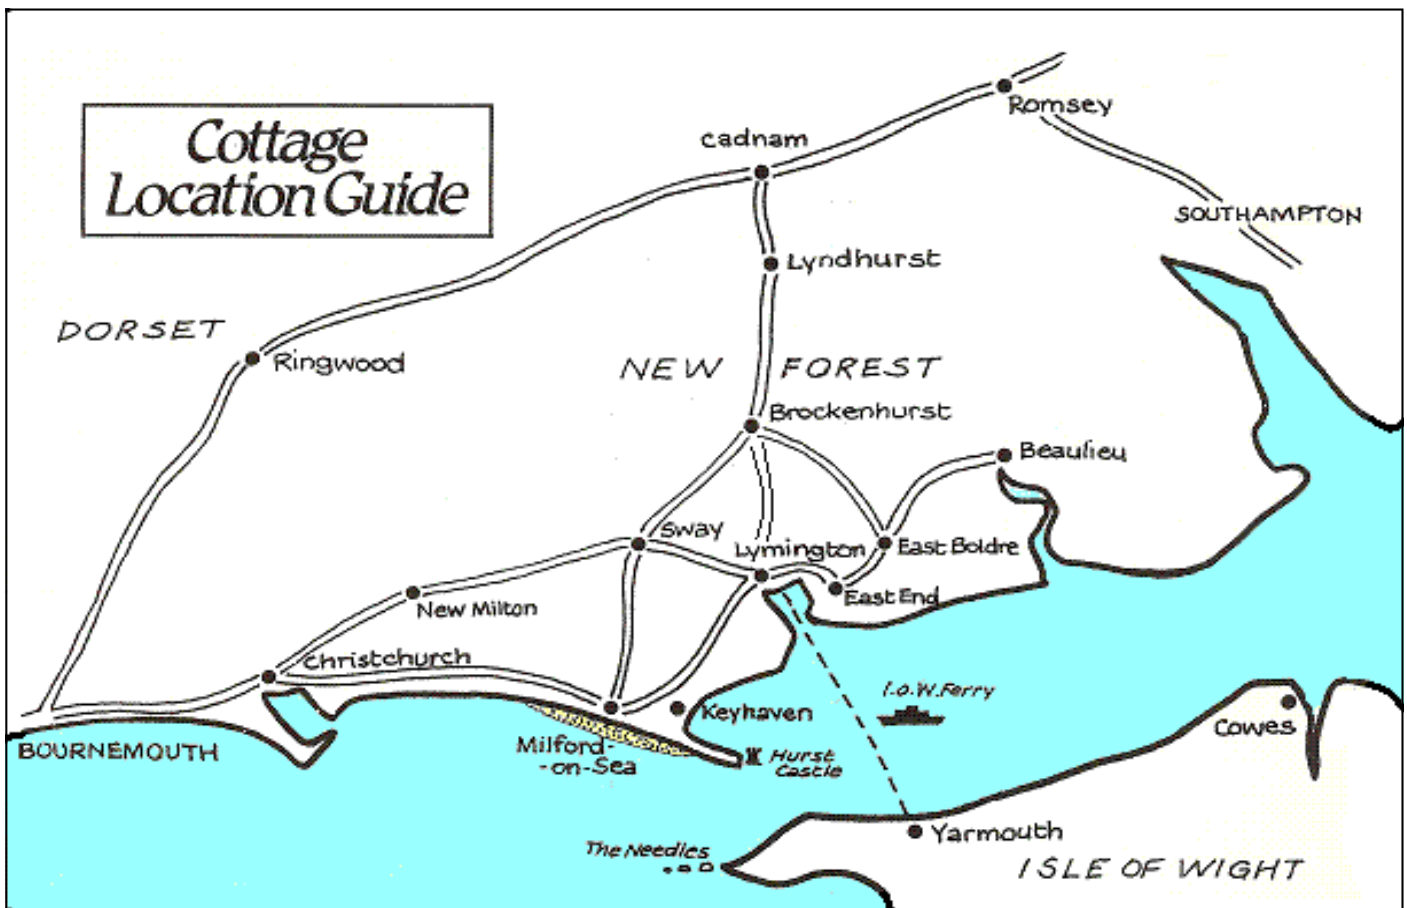 Cottage
Location Guide
Romsey
Cadnam
SOUTHAMPTON
Lyndhurst
DORSET
Ringwood
NEW FOREST
Brockenhurst
Beaulieu
Sway
Lymington
East Boldre
East End
New Milton
Christchurch
I.o.W. Ferry
Keyhaven
Cowes
BOURNEMOUTH
Milford-
-on-Sea
Hurst
Castle
Yarmouth
The Needles
ISLE OF WIGHT